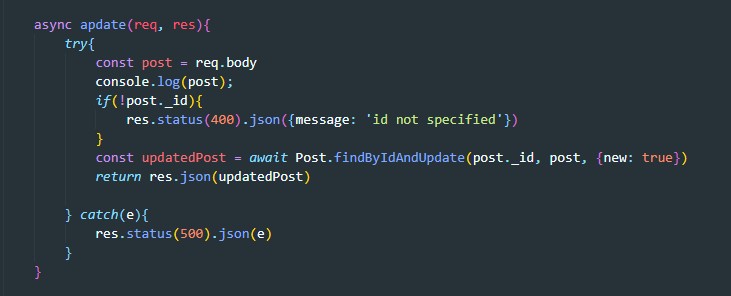 async apdate(req, res){
try{
const post = req.body
console.log(post);
if(!post._id){
res.status(400).json({message: 'id not specified'})
}
const updatedPost = await Post.findByIdAndUpdate(post._id, post, {new: true})
return res.json(updatedPost)
} catch(e){
res.status(500).json(e)
}
}